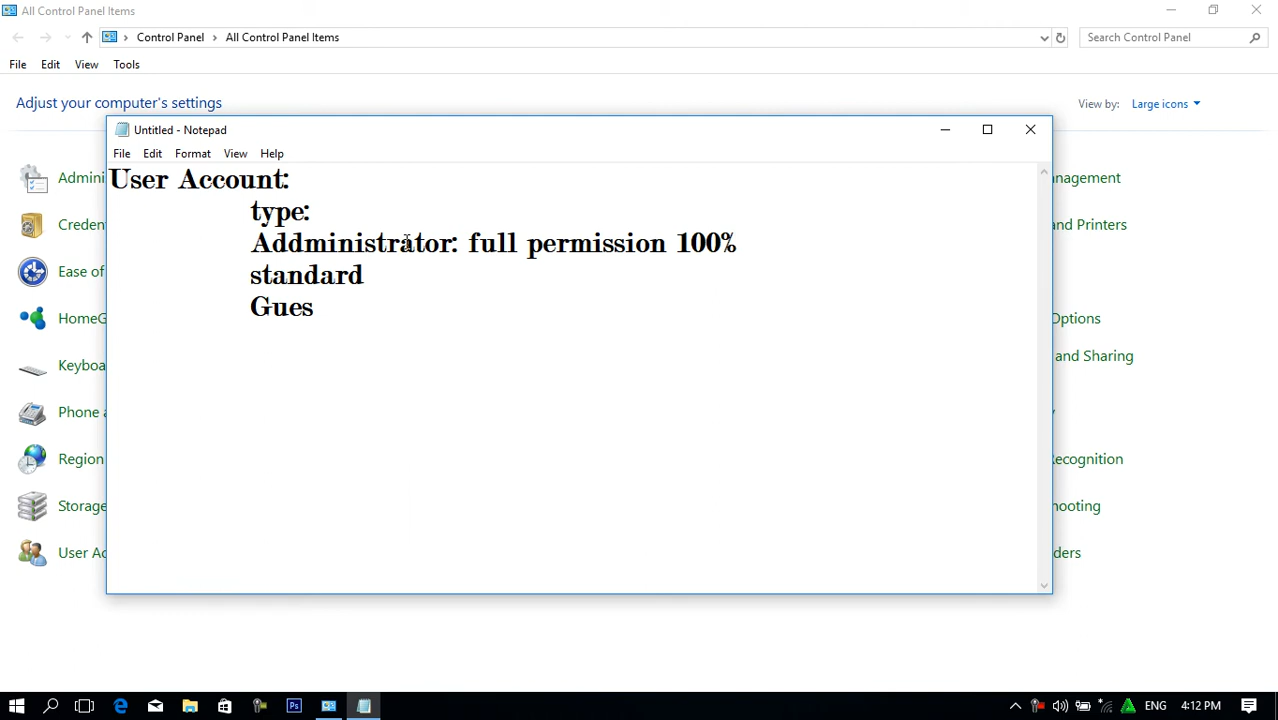 All Control Panel Items
Control Panel > All Control Panel Items
Search Control Panel
File Edit View Tools
Adjust your computer's settings
View by: Large icons
Untitled - Notepad
File Edit Format View Help
User Account:
type:
Addministrator: full permission 100%
standard
Gues
Ease of
Keyboa
Phone a
Region
Storage
User Ac
Admini
Creden
HomeG
nagement
and Printers
Options
and Sharing
Recognition
hooting
ders
Ps
ENG 4:12 PM